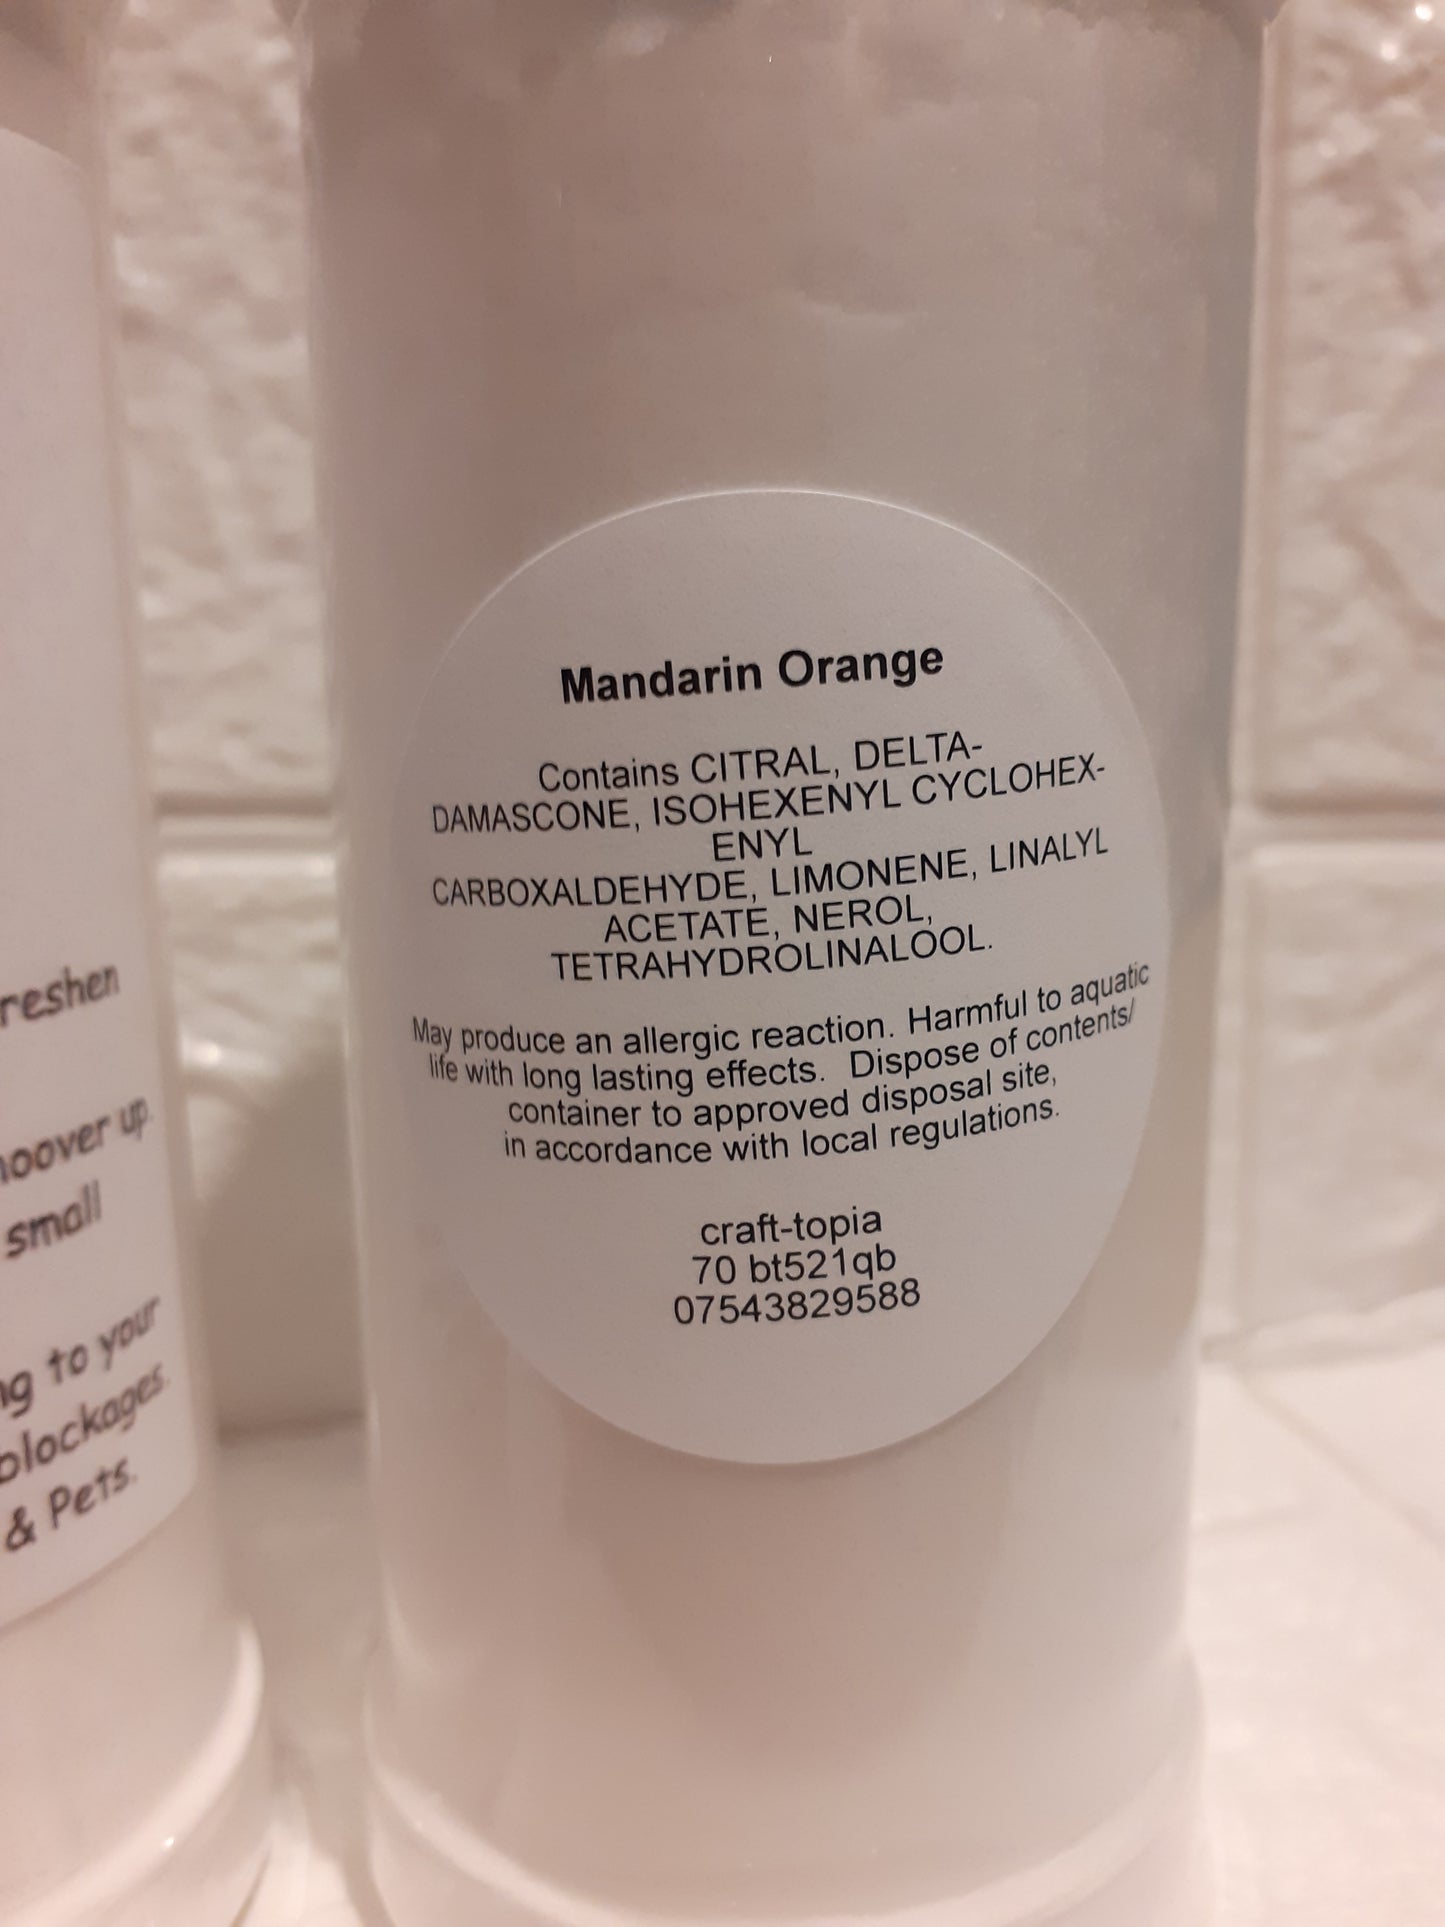 Mandarin Orange
Contains CITRAL, DELTA-
DAMASCONE, ISOHEXENYL CYCLOHEX-
ENYL
CARBOXALDEHYDE, LIMONENE, LINALYL
ACETATE, NEROL,
TETRAHYDROLINALOOL.
May produce an allergic reaction. Harmful to aquatic
life with long lasting effects. Dispose of contents/
container to approved disposal site,
in accordance with local regulations.
craft-topia
70 bt521qb
07543829588
reshen
hoover up.
small
ng to your
blockages.
& Pets.